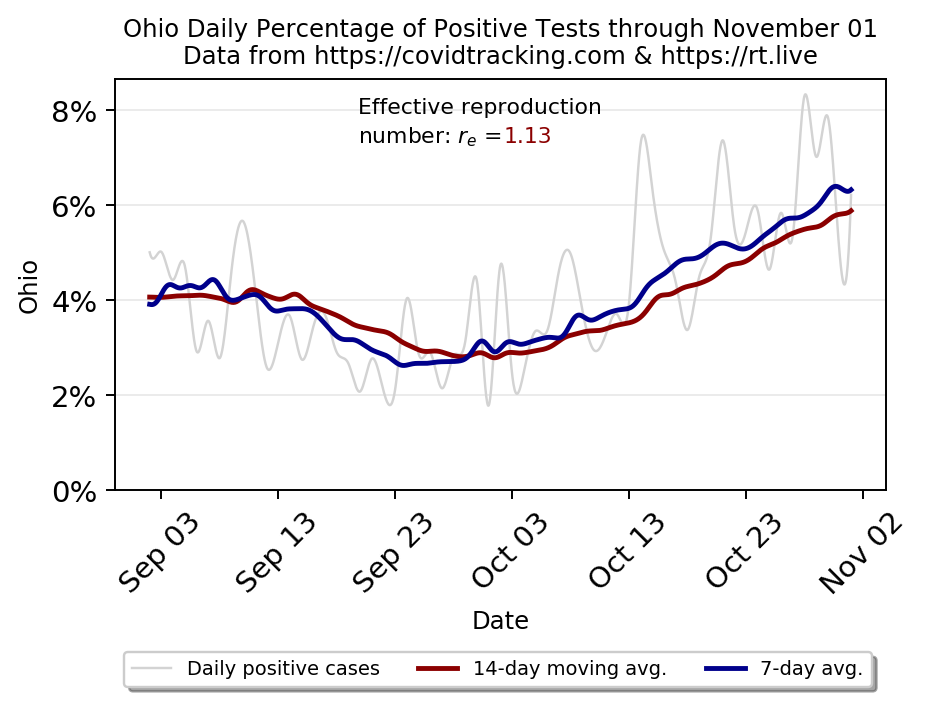 Ohio Daily Percentage of Positive Tests through November 01
Data from https://covidtracking.com & https://rt.live
Effective reproduction
number: rₑ =1.13
8%
6%
4%
2%
0%
Ohio
Sep 03
Sep 13
Sep 23
Oct 03
Oct 13
Oct 23
Nov 02
Date
Daily positive cases
14-day moving avg.
7-day avg.